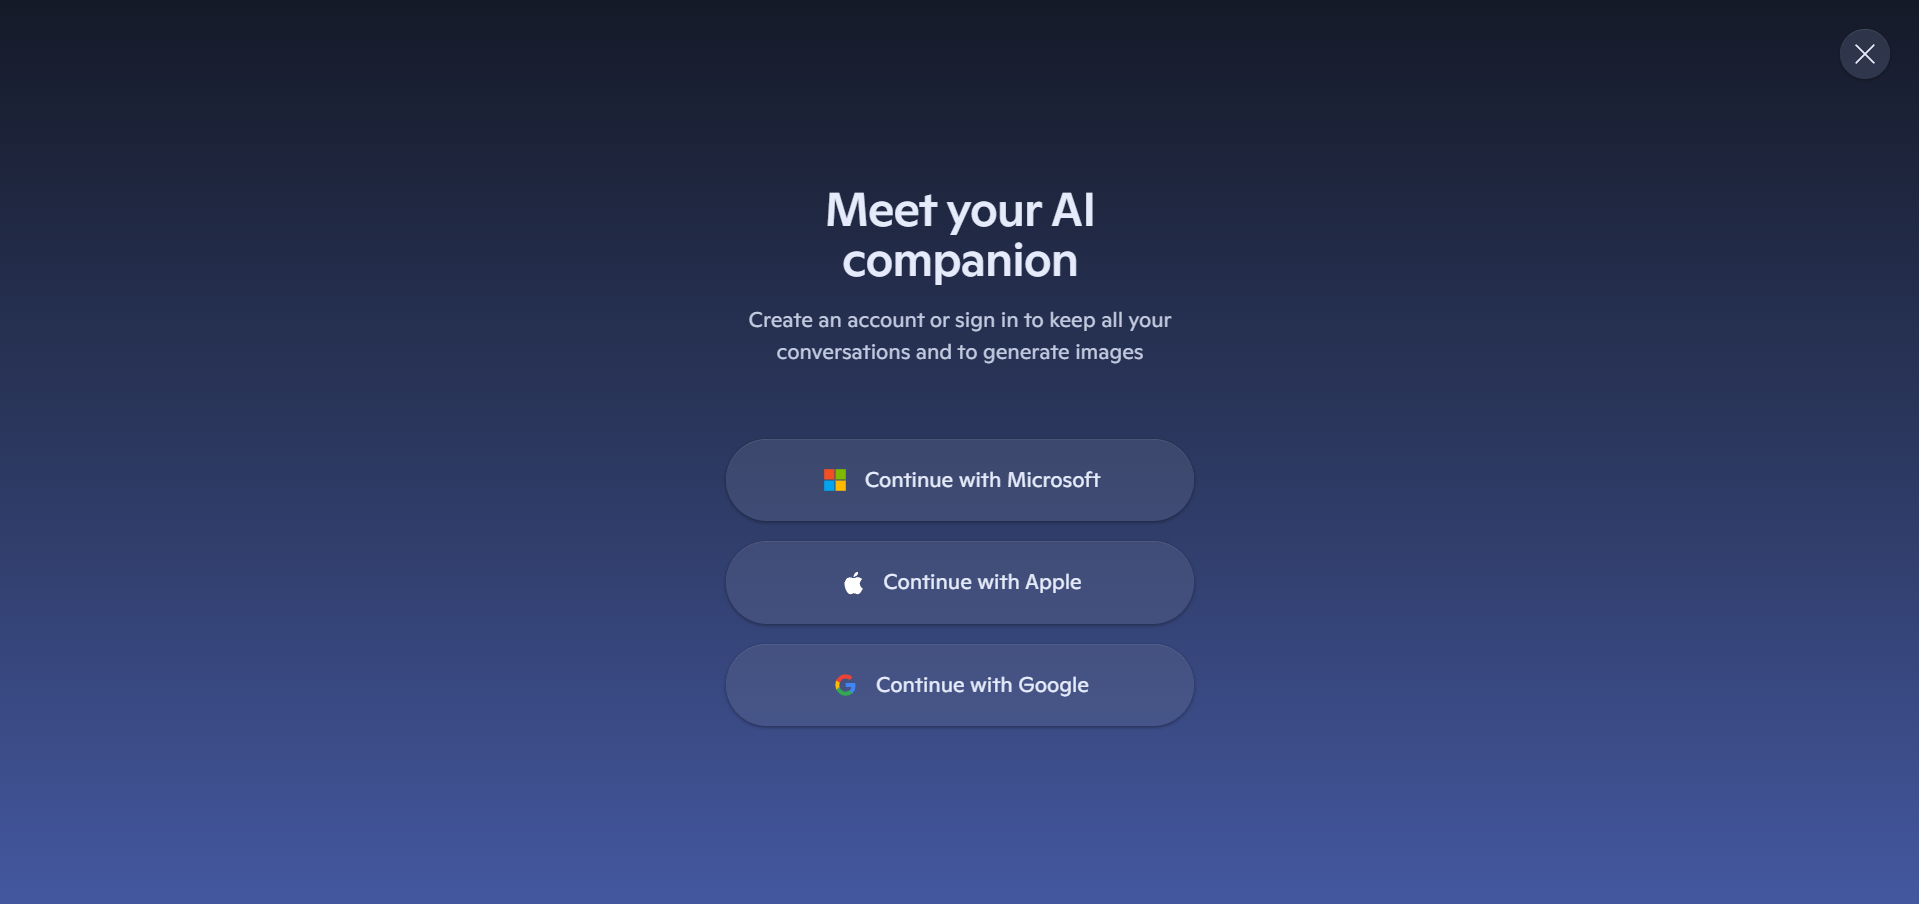 Meet your AI
companion
Create an account or sign in to keep all your
conversations and to generate images
Continue with Microsoft
Continue with Apple
Continue with Google